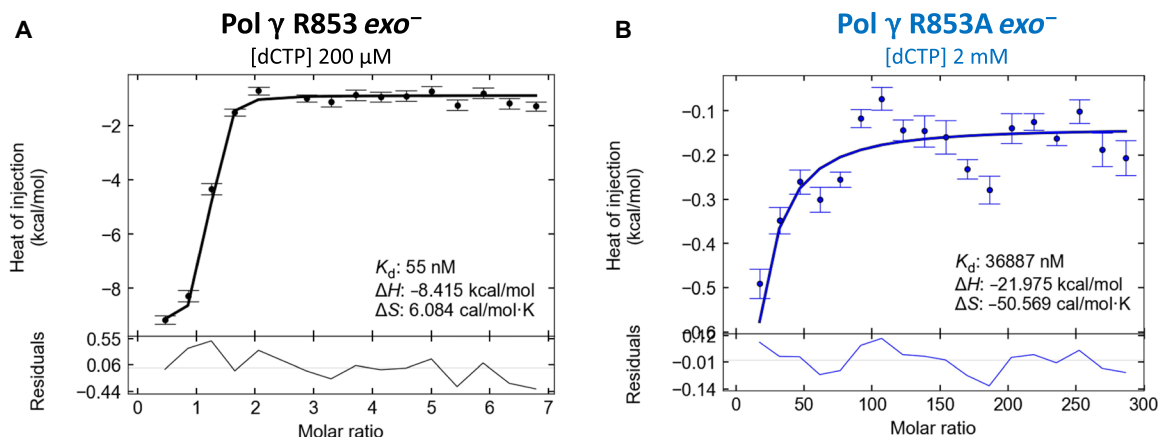 A
Pol γ R853 exo⁻
[dCTP] 200 μM
Heat of injection
(kcal/mol)
−2
−4
−6
−8
Kd: 55 nM
ΔH: −8.415 kcal/mol
ΔS: 6.084 cal/mol·K
Residuals
0.55
0.06
−0.44
0 1 2 3 4 5 6 7
Molar ratio
B
Pol γ R853A exo⁻
[dCTP] 2 mM
Heat of injection
(kcal/mol)
−0.1
−0.2
−0.3
−0.4
−0.5
−0.6
Kd: 36887 nM
ΔH: −21.975 kcal/mol
ΔS: −50.569 cal/mol·K
Residuals
0.12
−0.01
−0.14
0 50 100 150 200 250 300
Molar ratio